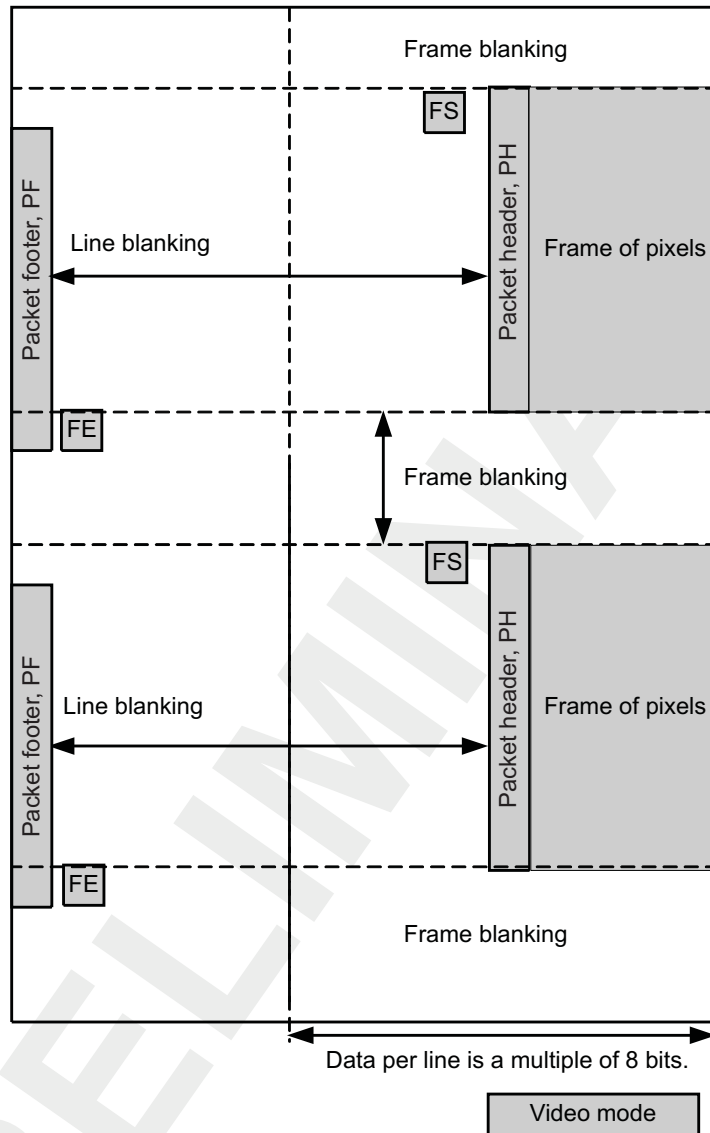 Frame blanking
FS
Packet footer, PF
Line blanking
Packet header, PH
Frame of pixels
FE
Frame blanking
FS
Packet footer, PF
Line blanking
Packet header, PH
Frame of pixels
FE
Frame blanking
Data per line is a multiple of 8 bits.
Video mode